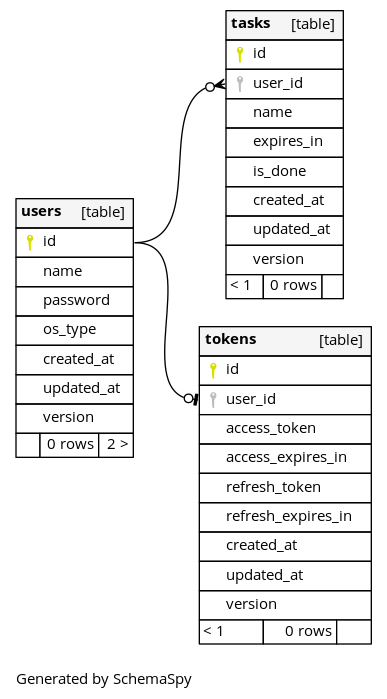 tasks [table]
id
user_id
name
expires_in
is_done
created_at
updated_at
version
< 1 0 rows
users [table]
id
name
password
os_type
created_at
updated_at
version
0 rows 2 >
tokens [table]
id
user_id
access_token
access_expires_in
refresh_token
refresh_expires_in
created_at
updated_at
version
< 1 0 rows
Generated by SchemaSpy